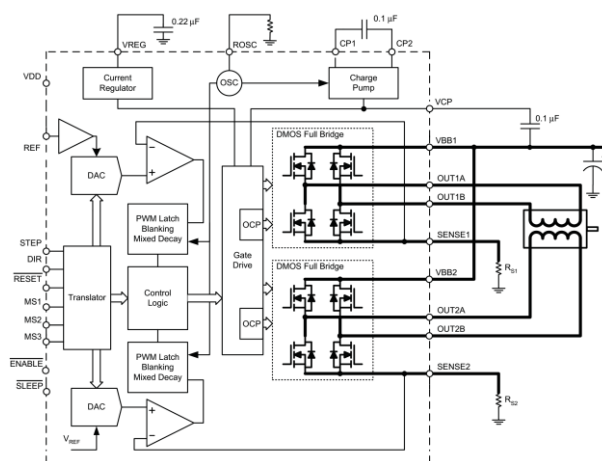 0.22 µF
0.1 µF
VREG
ROSC
CP1
CP2
VDD
Current
Regulator
OSC
Charge
Pump
REF
DAC
VCP
0.1 µF
DMOS Full Bridge
VBB1
OUT1A
OUT1B
OCP
SENSE1
PWM Latch
Blanking
Mixed Decay
Gate
Drive
DMOS Full Bridge
VBB2
RS1
STEP
DIR
RESET
MS1
MS2
MS3
Translator
Control
Logic
OCP
OUT2A
OUT2B
ENABLE
SLEEP
PWM Latch
Blanking
Mixed Decay
SENSE2
DAC
RS2
VREF
+
−
+
−